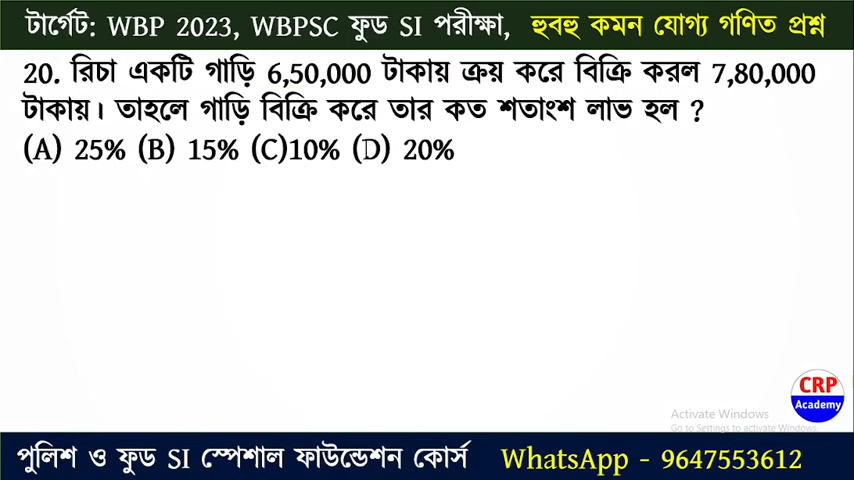 টার্গেট: WBP 2023, WBPSC ফুড SI পরীক্ষা, হুবহু কমন যোগ্য গণিত প্রশ্ন
20. রিচা একটি গাড়ি 6,50,000 টাকায় ক্রয় করে বিক্রি করল 7,80,000
টাকায়। তাহলে গাড়ি বিক্রি করে তার কত শতাংশ লাভ হল ?
(A) 25% (B) 15% (C)10% (D) 20%
CRP
Academy
Activate Windows
Go to Settings to activate Windows.
পুলিশ ও ফুড SI স্পেশাল ফাউন্ডেশন কোর্স WhatsApp - 9647553612